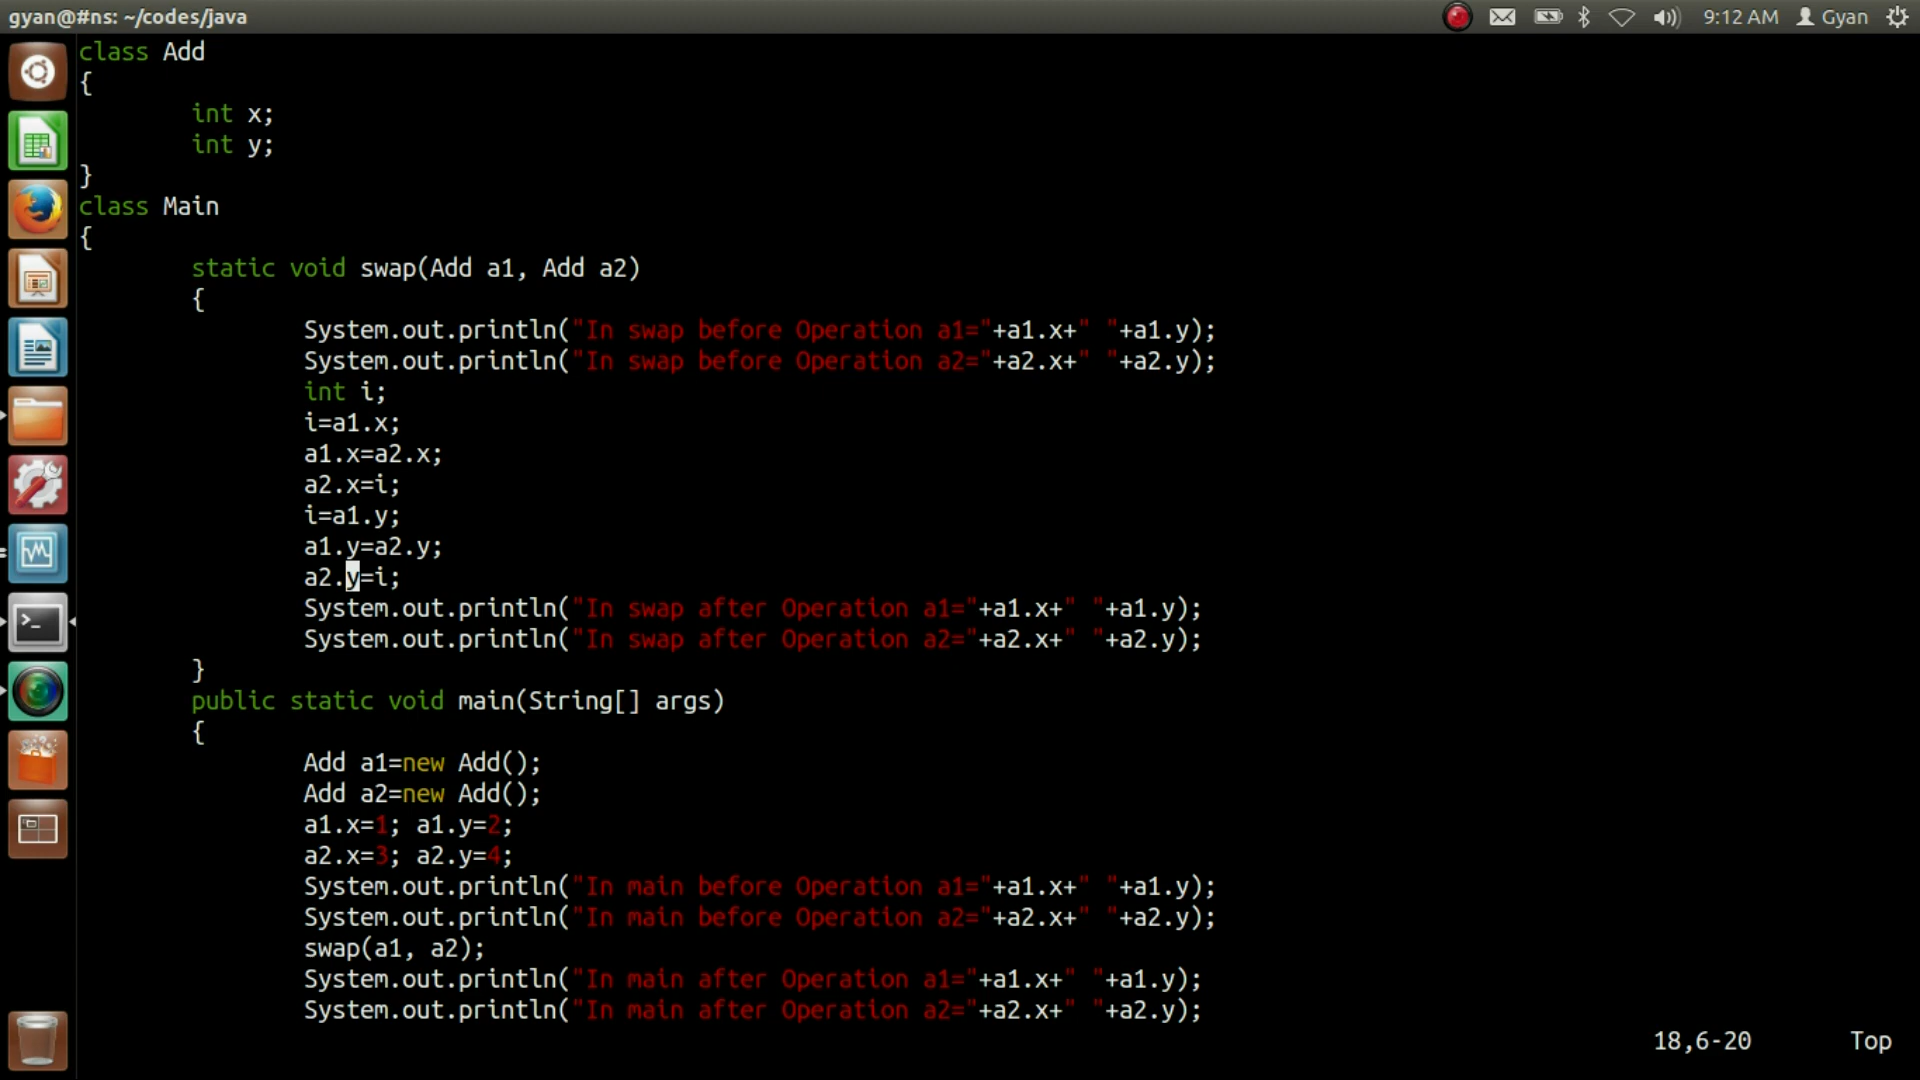 gyan@#ns: ~/codes/java
9:12 AM Gyan
class Add
{
int x;
int y;
}
class Main
{
static void swap(Add a1, Add a2)
{
System.out.println("In swap before Operation a1="+a1.x+" "+a1.y);
System.out.println("In swap before Operation a2="+a2.x+" "+a2.y);
int i;
i=a1.x;
a1.x=a2.x;
a2.x=i;
i=a1.y;
a1.y=a2.y;
a2.y=i;
System.out.println("In swap after Operation a1="+a1.x+" "+a1.y);
System.out.println("In swap after Operation a2="+a2.x+" "+a2.y);
}
public static void main(String[] args)
{
Add a1=new Add();
Add a2=new Add();
a1.x=1; a1.y=2;
a2.x=3; a2.y=4;
System.out.println("In main before Operation a1="+a1.x+" "+a1.y);
System.out.println("In main before Operation a2="+a2.x+" "+a2.y);
swap(a1, a2);
System.out.println("In main after Operation a1="+a1.x+" "+a1.y);
System.out.println("In main after Operation a2="+a2.x+" "+a2.y);
18,6-20 Top